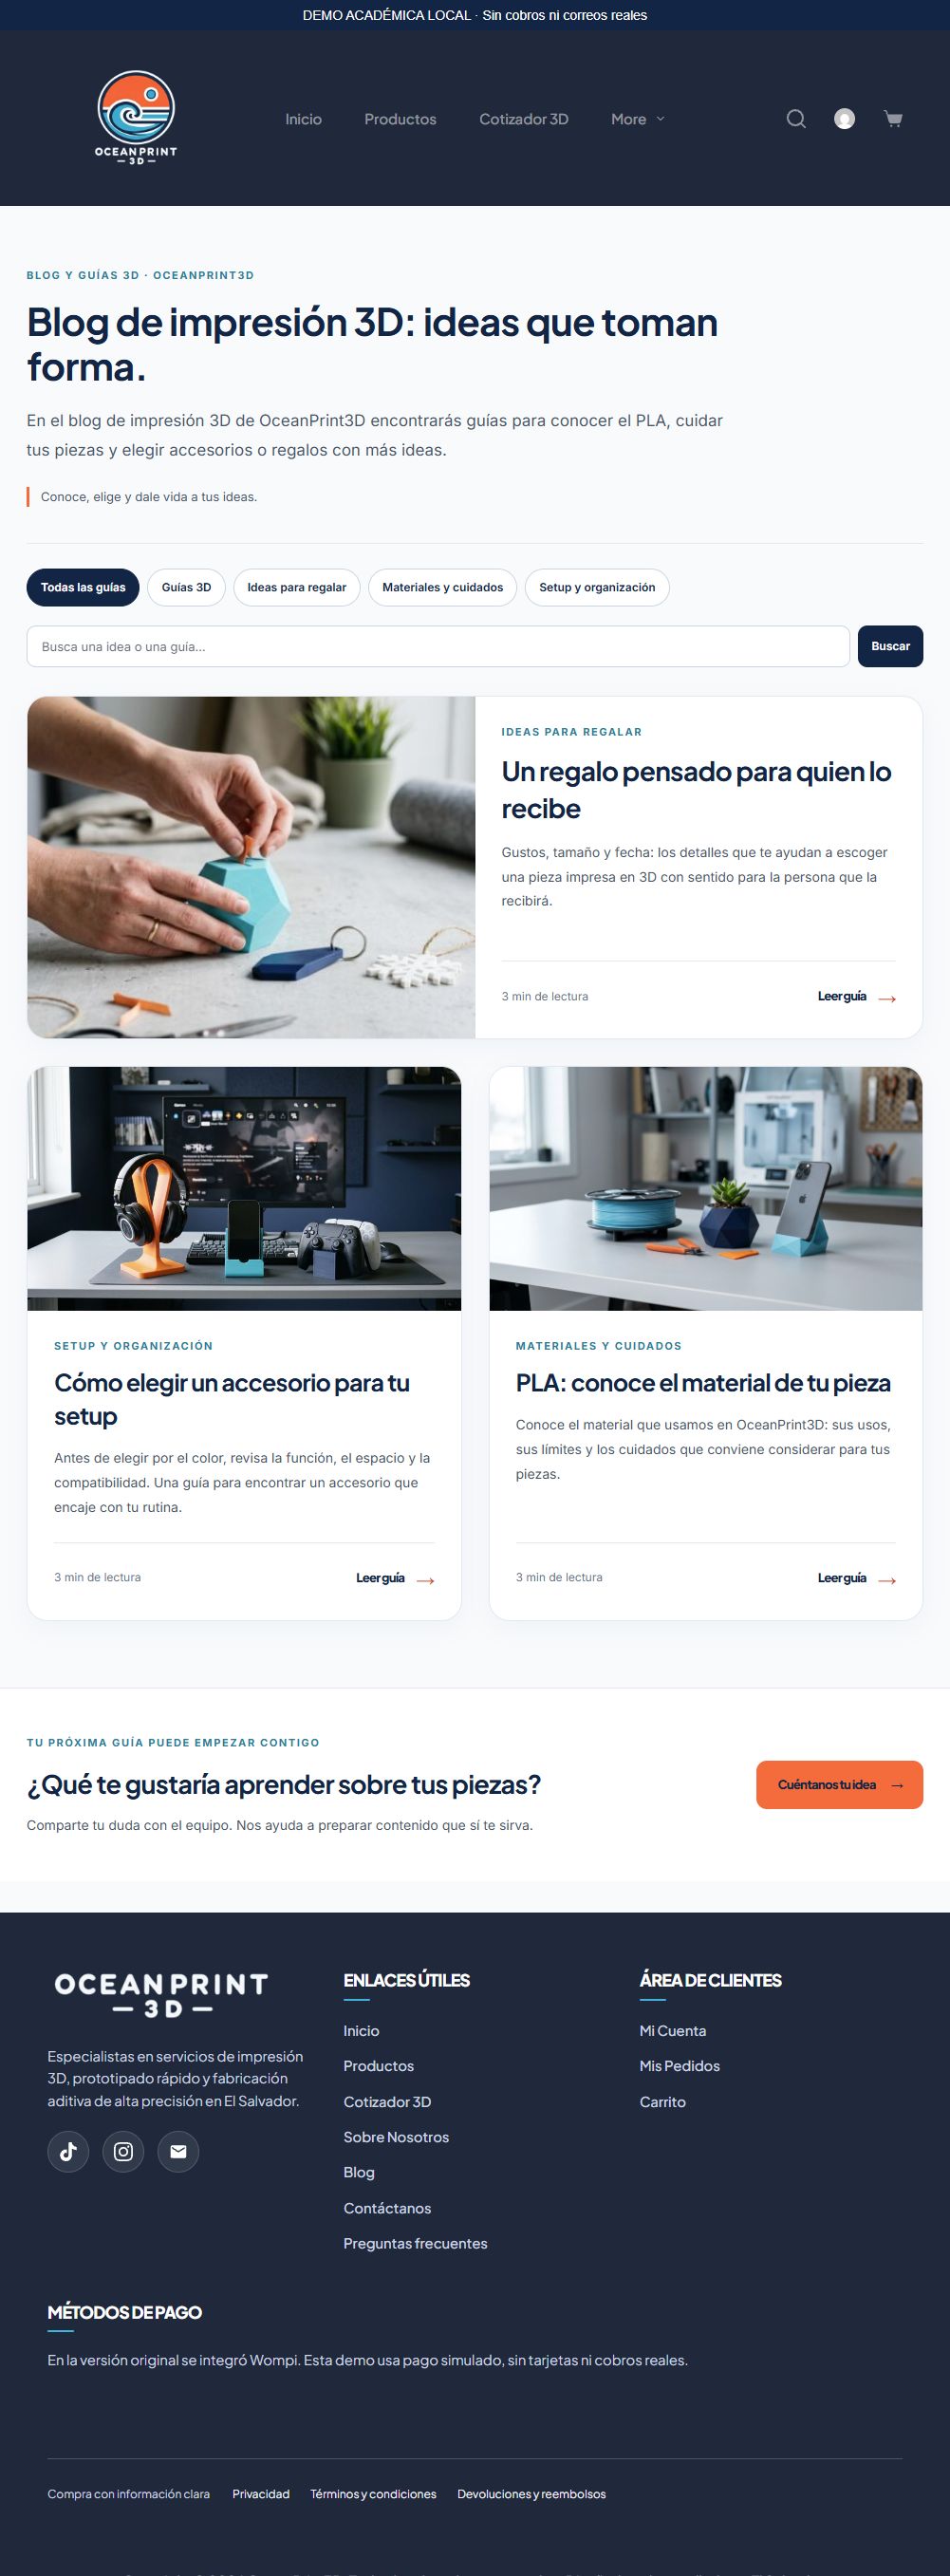 DEMO ACADÉMICA LOCAL · Sin cobros ni correos reales
OCEANPRINT
3D
Inicio
Productos
Cotizador 3D
More
BLOG Y GUÍAS 3D · OCEANPRINT3D
Blog de impresión 3D: ideas que toman
forma.
En el blog de impresión 3D de OceanPrint3D encontrarás guías para conocer el PLA, cuidar
tus piezas y elegir accesorios o regalos con más ideas.
Conoce, elige y dale vida a tus ideas.
Todas las guías
Guías 3D
Ideas para regalar
Materiales y cuidados
Setup y organización
Busca una idea o una guía...
Buscar
IDEAS PARA REGALAR
Un regalo pensado para quien lo
recibe
Gustos, tamaño y fecha: los detalles que te ayudan a escoger
una pieza impresa en 3D con sentido para la persona que la
recibirá.
3 min de lectura
Leer guía →
SETUP Y ORGANIZACIÓN
Cómo elegir un accesorio para tu
setup
Antes de elegir por el color, revisa la función, el espacio y la
compatibilidad. Una guía para encontrar un accesorio que
encaje con tu rutina.
3 min de lectura
Leer guía →
MATERIALES Y CUIDADOS
PLA: conoce el material de tu pieza
Conoce el material que usamos en OceanPrint3D: sus usos,
sus límites y los cuidados que conviene considerar para tus
piezas.
3 min de lectura
Leer guía →
TU PRÓXIMA GUÍA PUEDE EMPEZAR CONTIGO
¿Qué te gustaría aprender sobre tus piezas?
Comparte tu duda con el equipo. Nos ayuda a preparar contenido que sí te sirva.
Cuéntanos tu idea →
OCEANPRINT
3D
Especialistas en servicios de impresión
3D, prototipado rápido y fabricación
aditiva de alta precisión en El Salvador.
ENLACES ÚTILES
Inicio
Productos
Cotizador 3D
Sobre Nosotros
Blog
Contáctanos
Preguntas frecuentes
ÁREA DE CLIENTES
Mi Cuenta
Mis Pedidos
Carrito
MÉTODOS DE PAGO
En la versión original se integró Wompi. Esta demo usa pago simulado, sin tarjetas ni cobros reales.
Compra con información clara
Privacidad
Términos y condiciones
Devoluciones y reembolsos